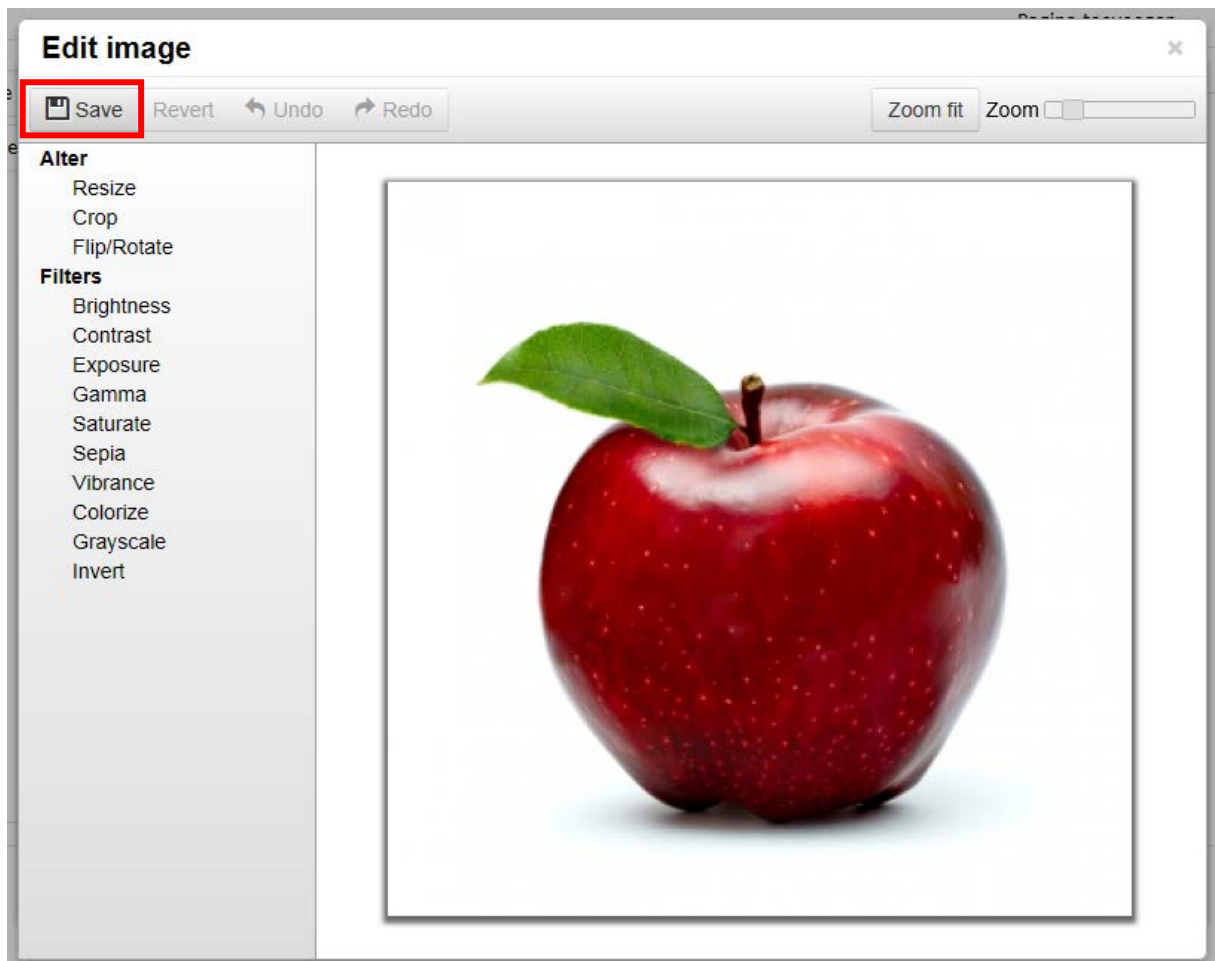 Edit image
Save Revert Undo Redo Zoom fit Zoom
Alter
Resize
Crop
Flip/Rotate
Filters
Brightness
Contrast
Exposure
Gamma
Saturate
Sepia
Vibrance
Colorize
Grayscale
Invert